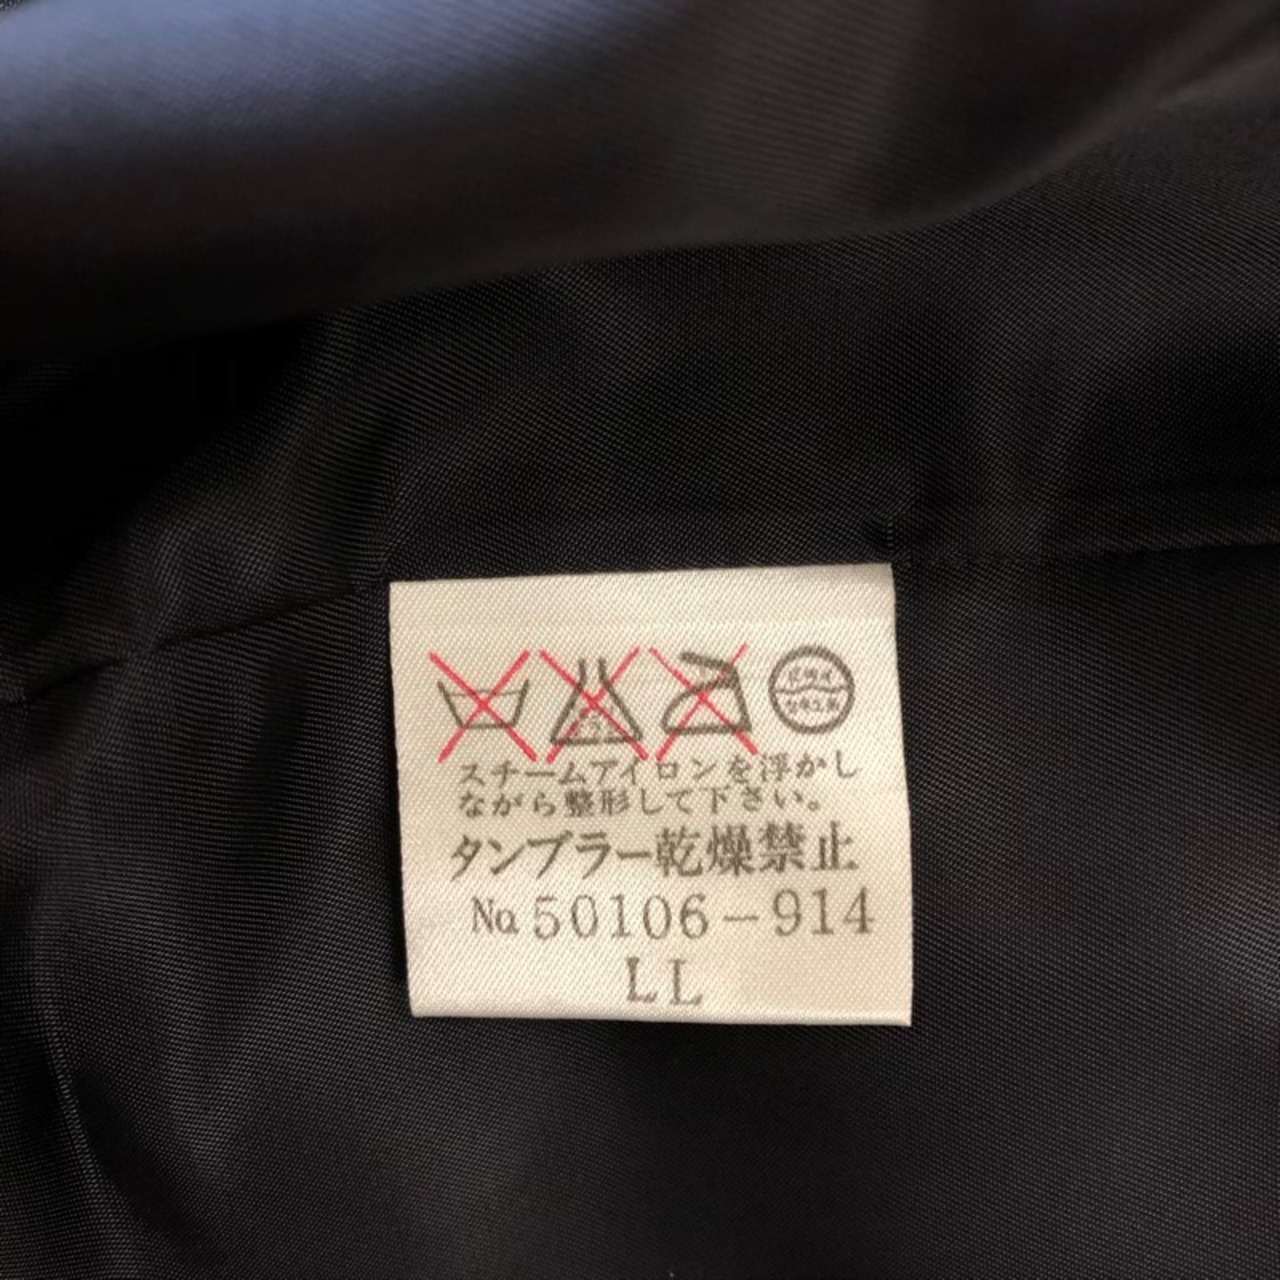 スチームアイロンを浮かし
ながら整形して下さい。
タンブラー乾燥禁止
№50106-914
LL